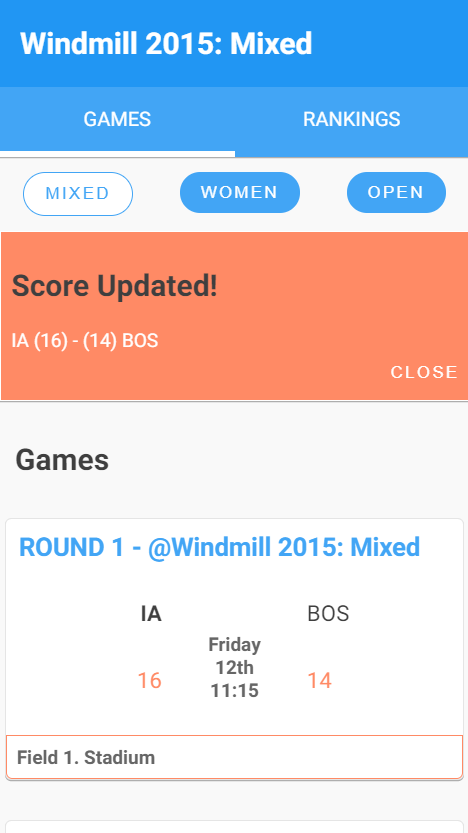 Windmill 2015: Mixed
GAMES RANKINGS
MIXED WOMEN OPEN
Score Updated!
IA (16) - (14) BOS
CLOSE
Games
ROUND 1 - @Windmill 2015: Mixed
IA BOS
Friday
12th
16 11:15 14
Field 1. Stadium